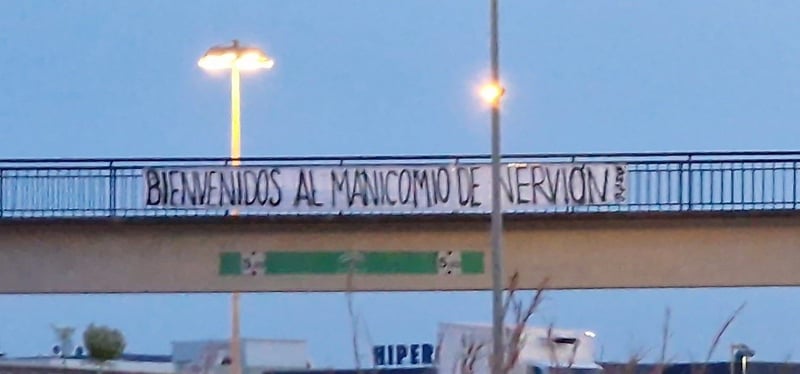 BIENVENIDOS AL MANICOMIO DE NERVIÓN
HIPER